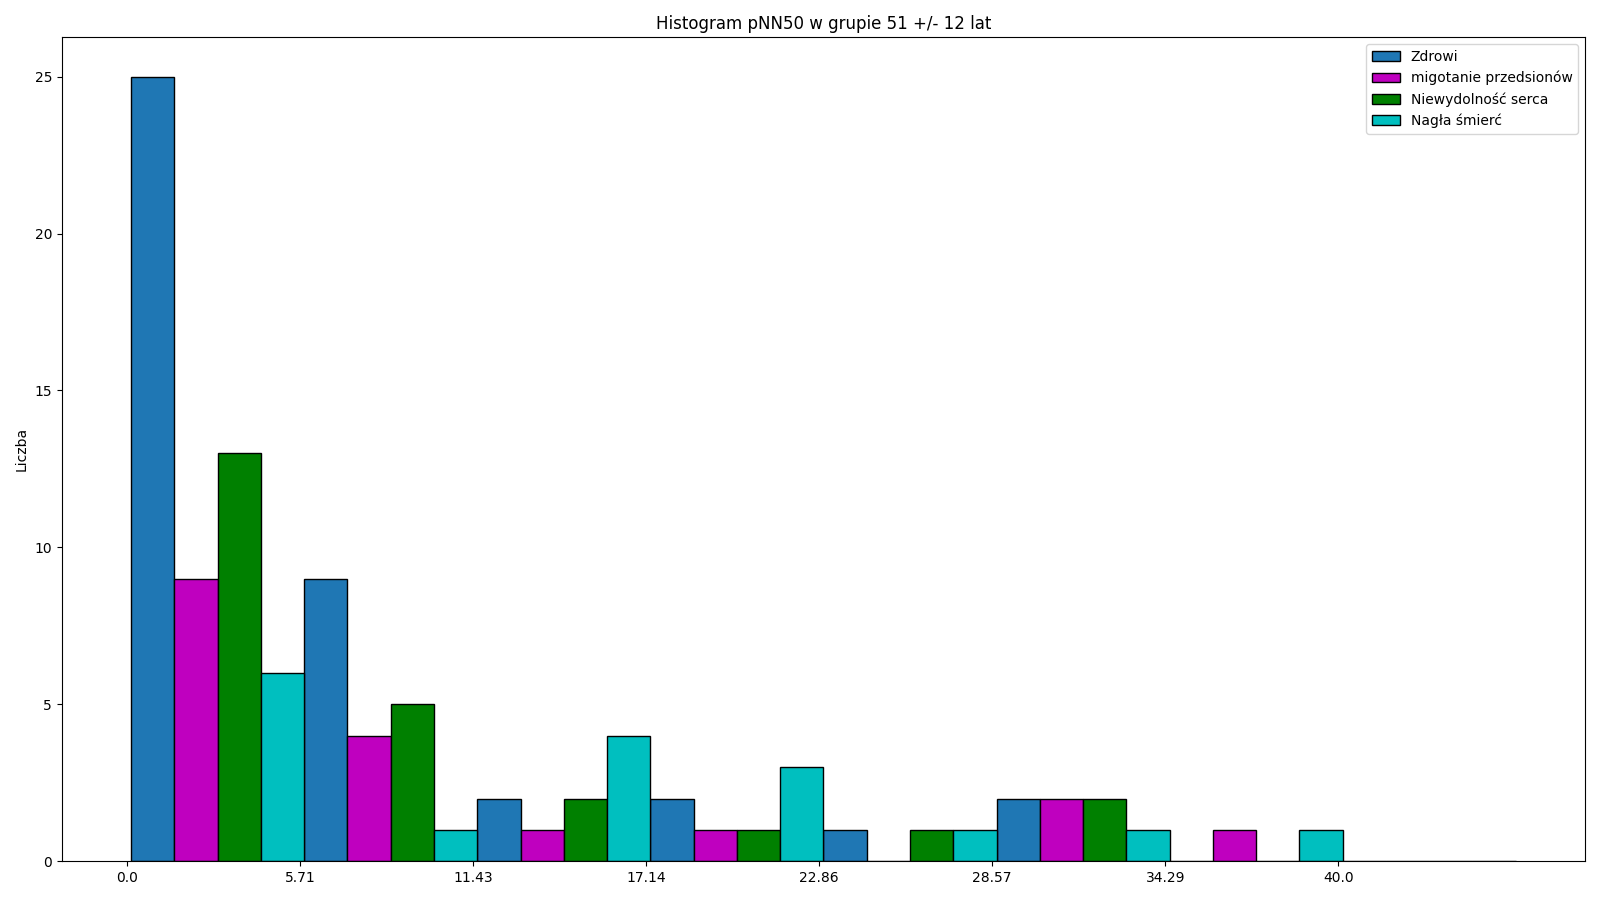 Histogram pNN50 w grupie 51 +/- 12 lat
Zdrowi
migotanie przedsionów
Niewydolność serca
Nagła śmierć
25
20
15
10
5
0
Liczba
0.0 5.71 11.43 17.14 22.86 28.57 34.29 40.0